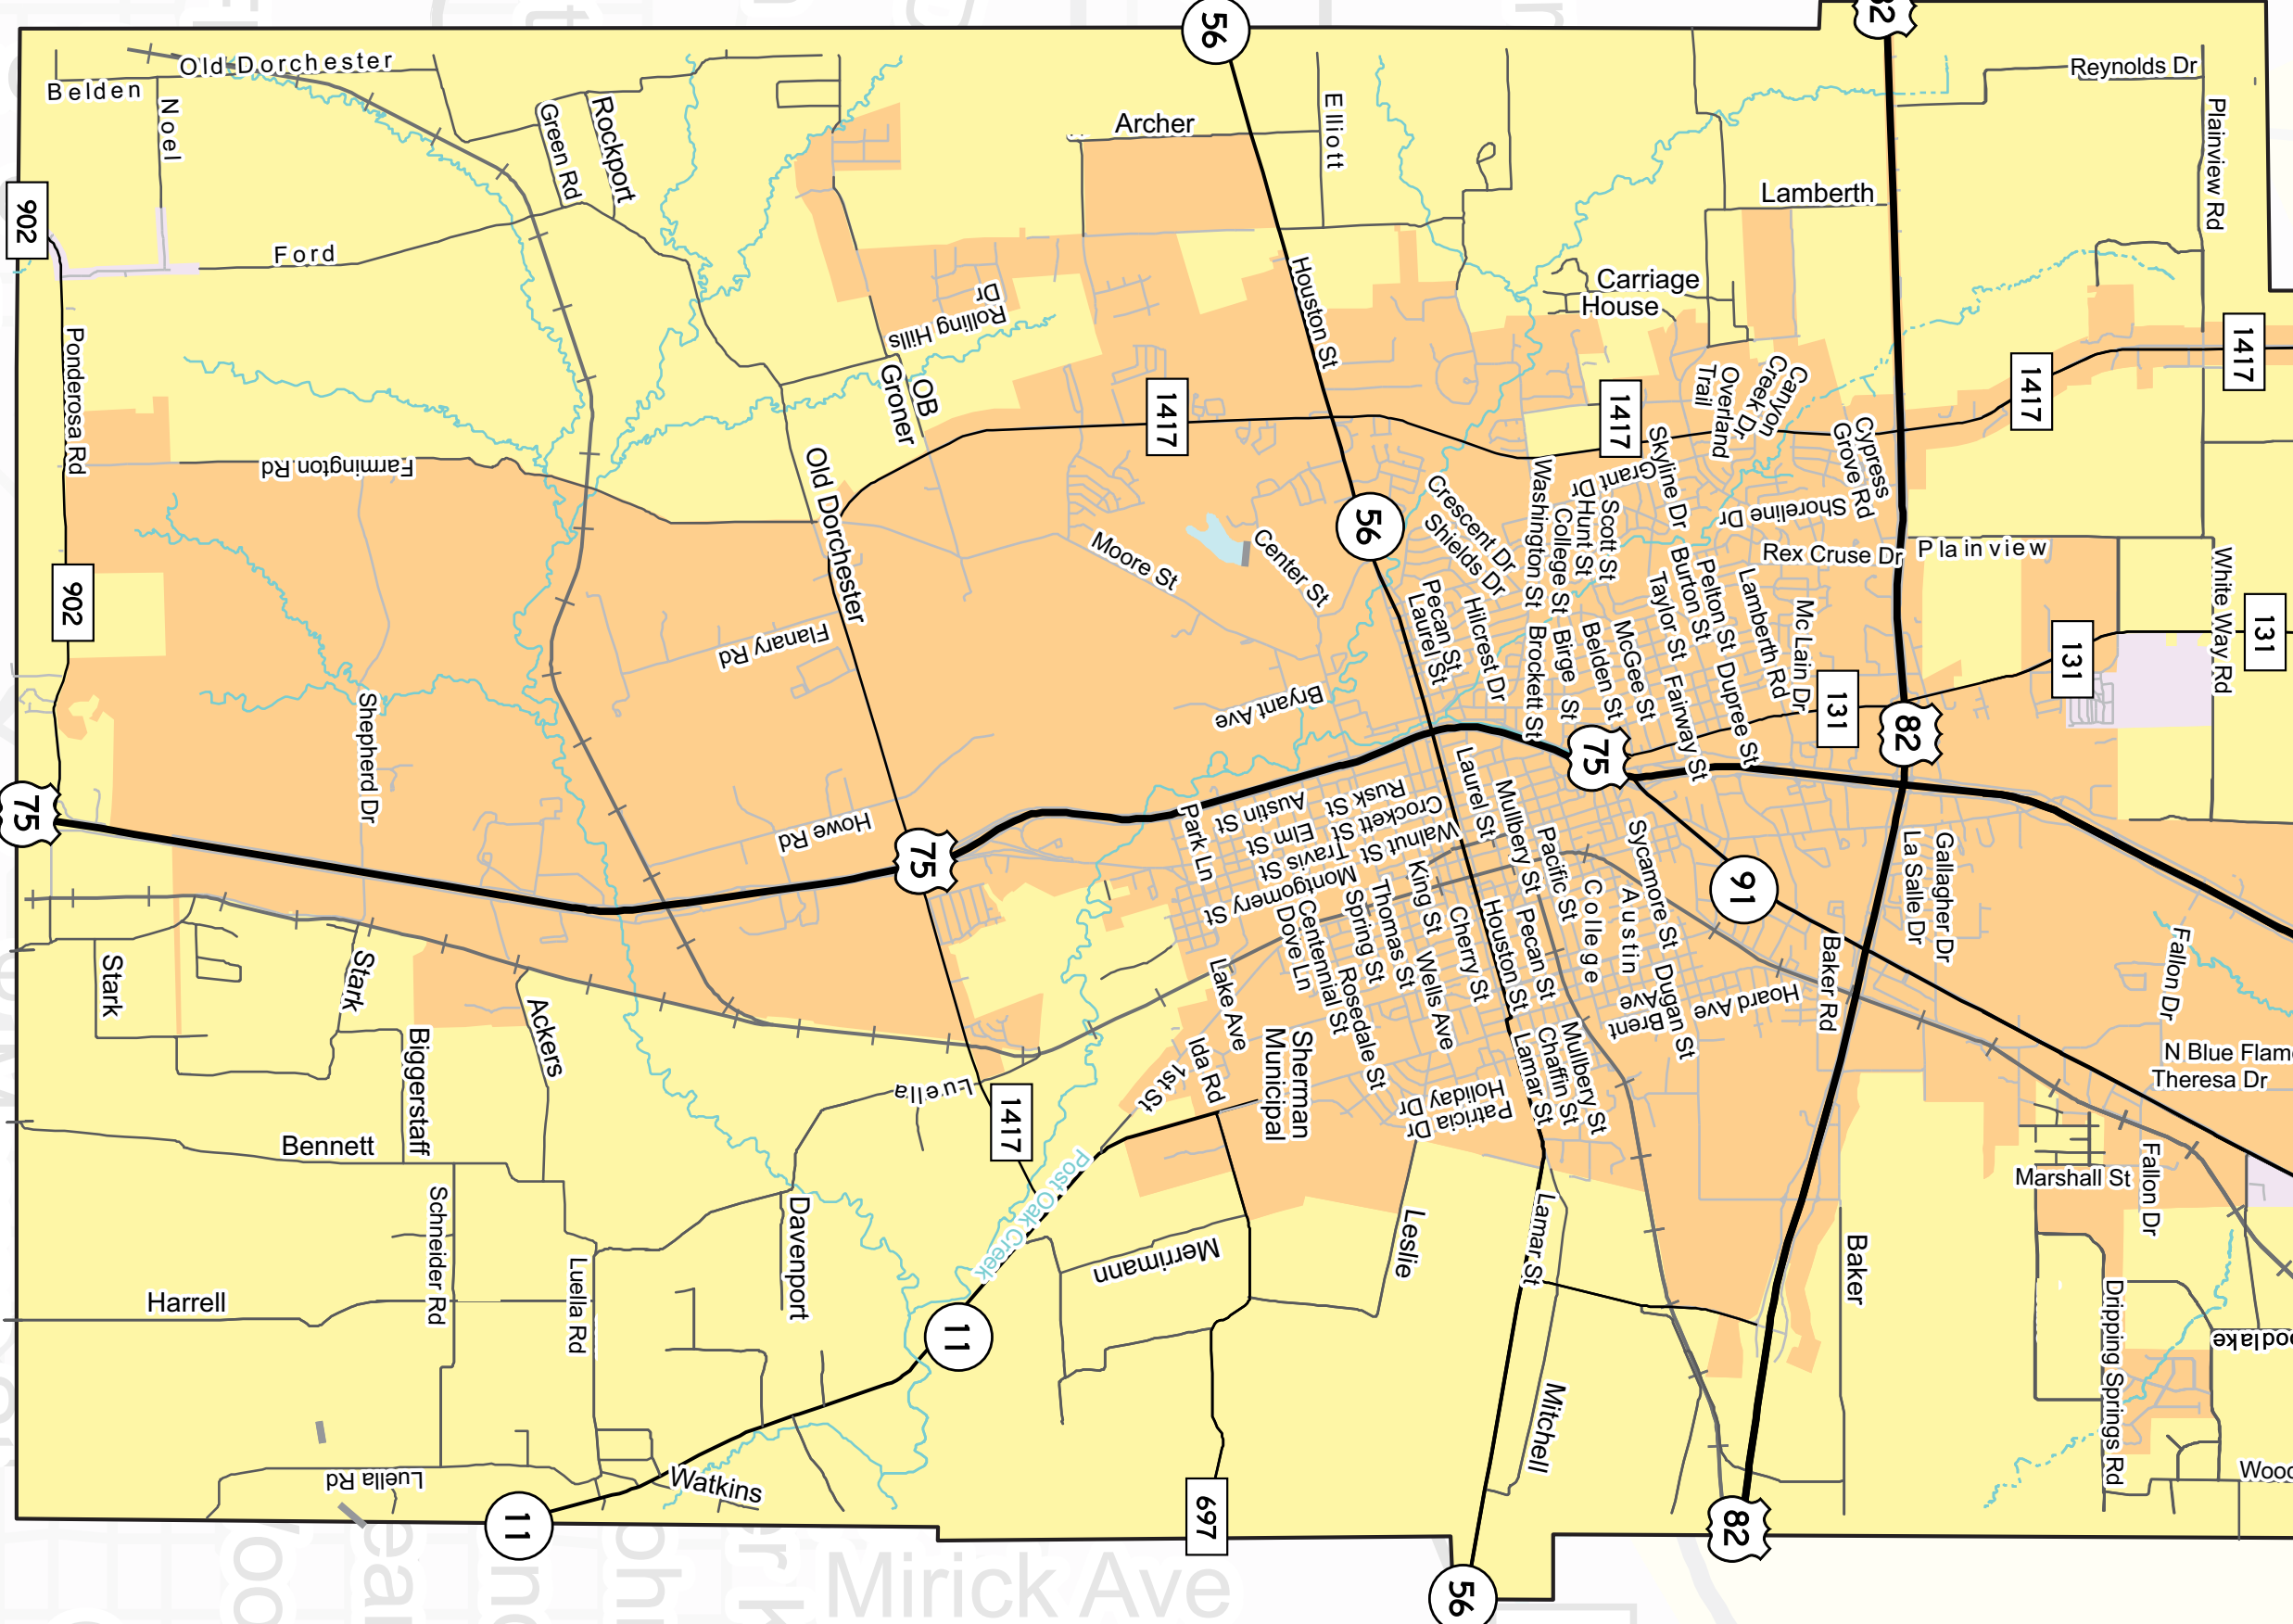 56
82
Old Dorchester
Belden
Noel
Green Rd
Rockport
Archer
Elliott
Reynolds Dr
Plainview Rd
902
Ford
Lamberth
Carriage
House
Rolling Hills
Dr
Houston St
Ponderosa Rd
OB
Groner
1417
1417
1417
1417
Overland
Trail
Canyon
Creek Dr
Cypress
Grove Rd
Farmington Rd
Old Dorchester
Moore St
Center St
56
Crescent Dr
Shields Dr
Washington St
College St
Hunt St
Scott St
Grant Dr
Skyline Dr
Shoreline Dr
Rex Cruse Dr
Plainview
White Way Rd
902
Flanary Rd
Bryant Ave
Pecan St
Laurel St
Hillcrest Dr
Brockett St
Birge St
Belden St
McGee St
Taylor St
Burton St
Pelton St
Lamberth Rd
Mc Lain Dr
Fairway St
Dupree St
131
131
131
82
Shepherd Dr
75
75
75
Howe Rd
Park Ln
Austin St
Rusk St
Elm St
Crockett St
Travis St
Walnut St
Montgomery St
Laurel St
Mulbery St
Pacific St
Sycamore St
91
La Sale Dr
Gallagher Dr
King St
Thomas St
Spring St
Centennial St
Dove Ln
Cherry St
Houston St
Pecan St
College
Austin
Stark
Stark
Ackers
Biggerstaff
Lake Ave
Rosedale St
Wells Ave
Brent Ave
Dugan St
Hoard Ave
Baker Rd
Fallon Dr
N Blue Flam
Theresa Dr
Luella
1417
1st St
Ida Rd
Sherman
Municipal
Holiday
Patricia Dr
Lamar St
Chaffin St
Mulbery St
Marshall St
Fallon Dr
Bennett
Schneider Rd
Post Oak Creek
Davenport
Merrimann
Leslie
Lamar St
Baker
Harrell
Luella Rd
11
Dripping Springs Rd
oodlake
Mitchell
Luella Rd
Watkins
Wood
11
697
56
82
Mirick Ave